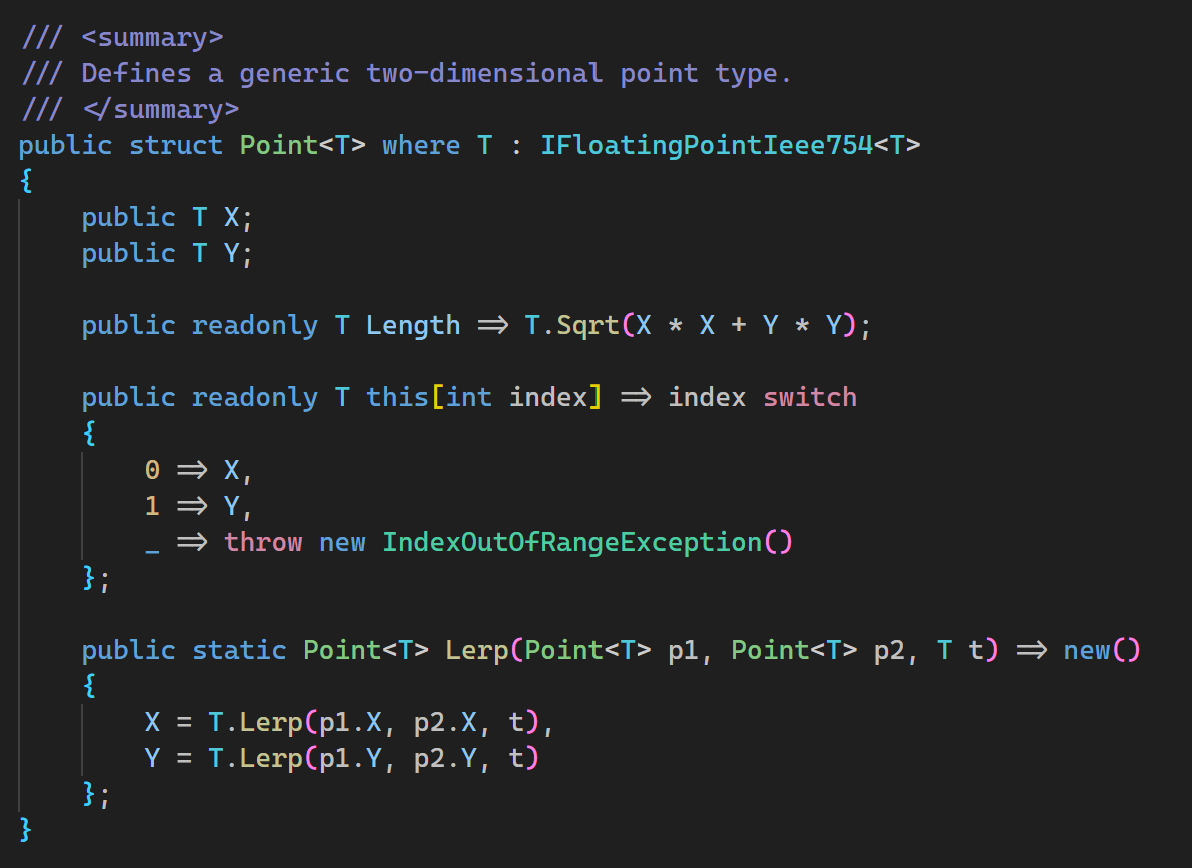 /// <summary>
/// Defines a generic two-dimensional point type.
/// </summary>
public struct Point<T> where T : IFloatingPointIeee754<T>
{
    public T X;
    public T Y;

    public readonly T Length => T.Sqrt(X * X + Y * Y);

    public readonly T this[int index] => index switch
    {
        0 => X,
        1 => Y,
        _ => throw new IndexOutOfRangeException()
    };

    public static Point<T> Lerp(Point<T> p1, Point<T> p2, T t) => new()
    {
        X = T.Lerp(p1.X, p2.X, t),
        Y = T.Lerp(p1.Y, p2.Y, t)
    };
}